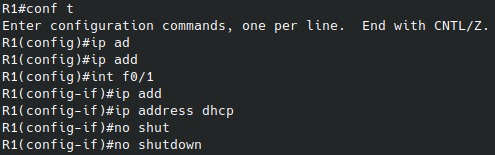 R1#conf t
Enter configuration commands, one per line.  End with CNTL/Z.
R1(config)#ip ad
R1(config)#ip add
R1(config)#int f0/1
R1(config-if)#ip add
R1(config-if)#ip address dhcp
R1(config-if)#no shut
R1(config-if)#no shutdown